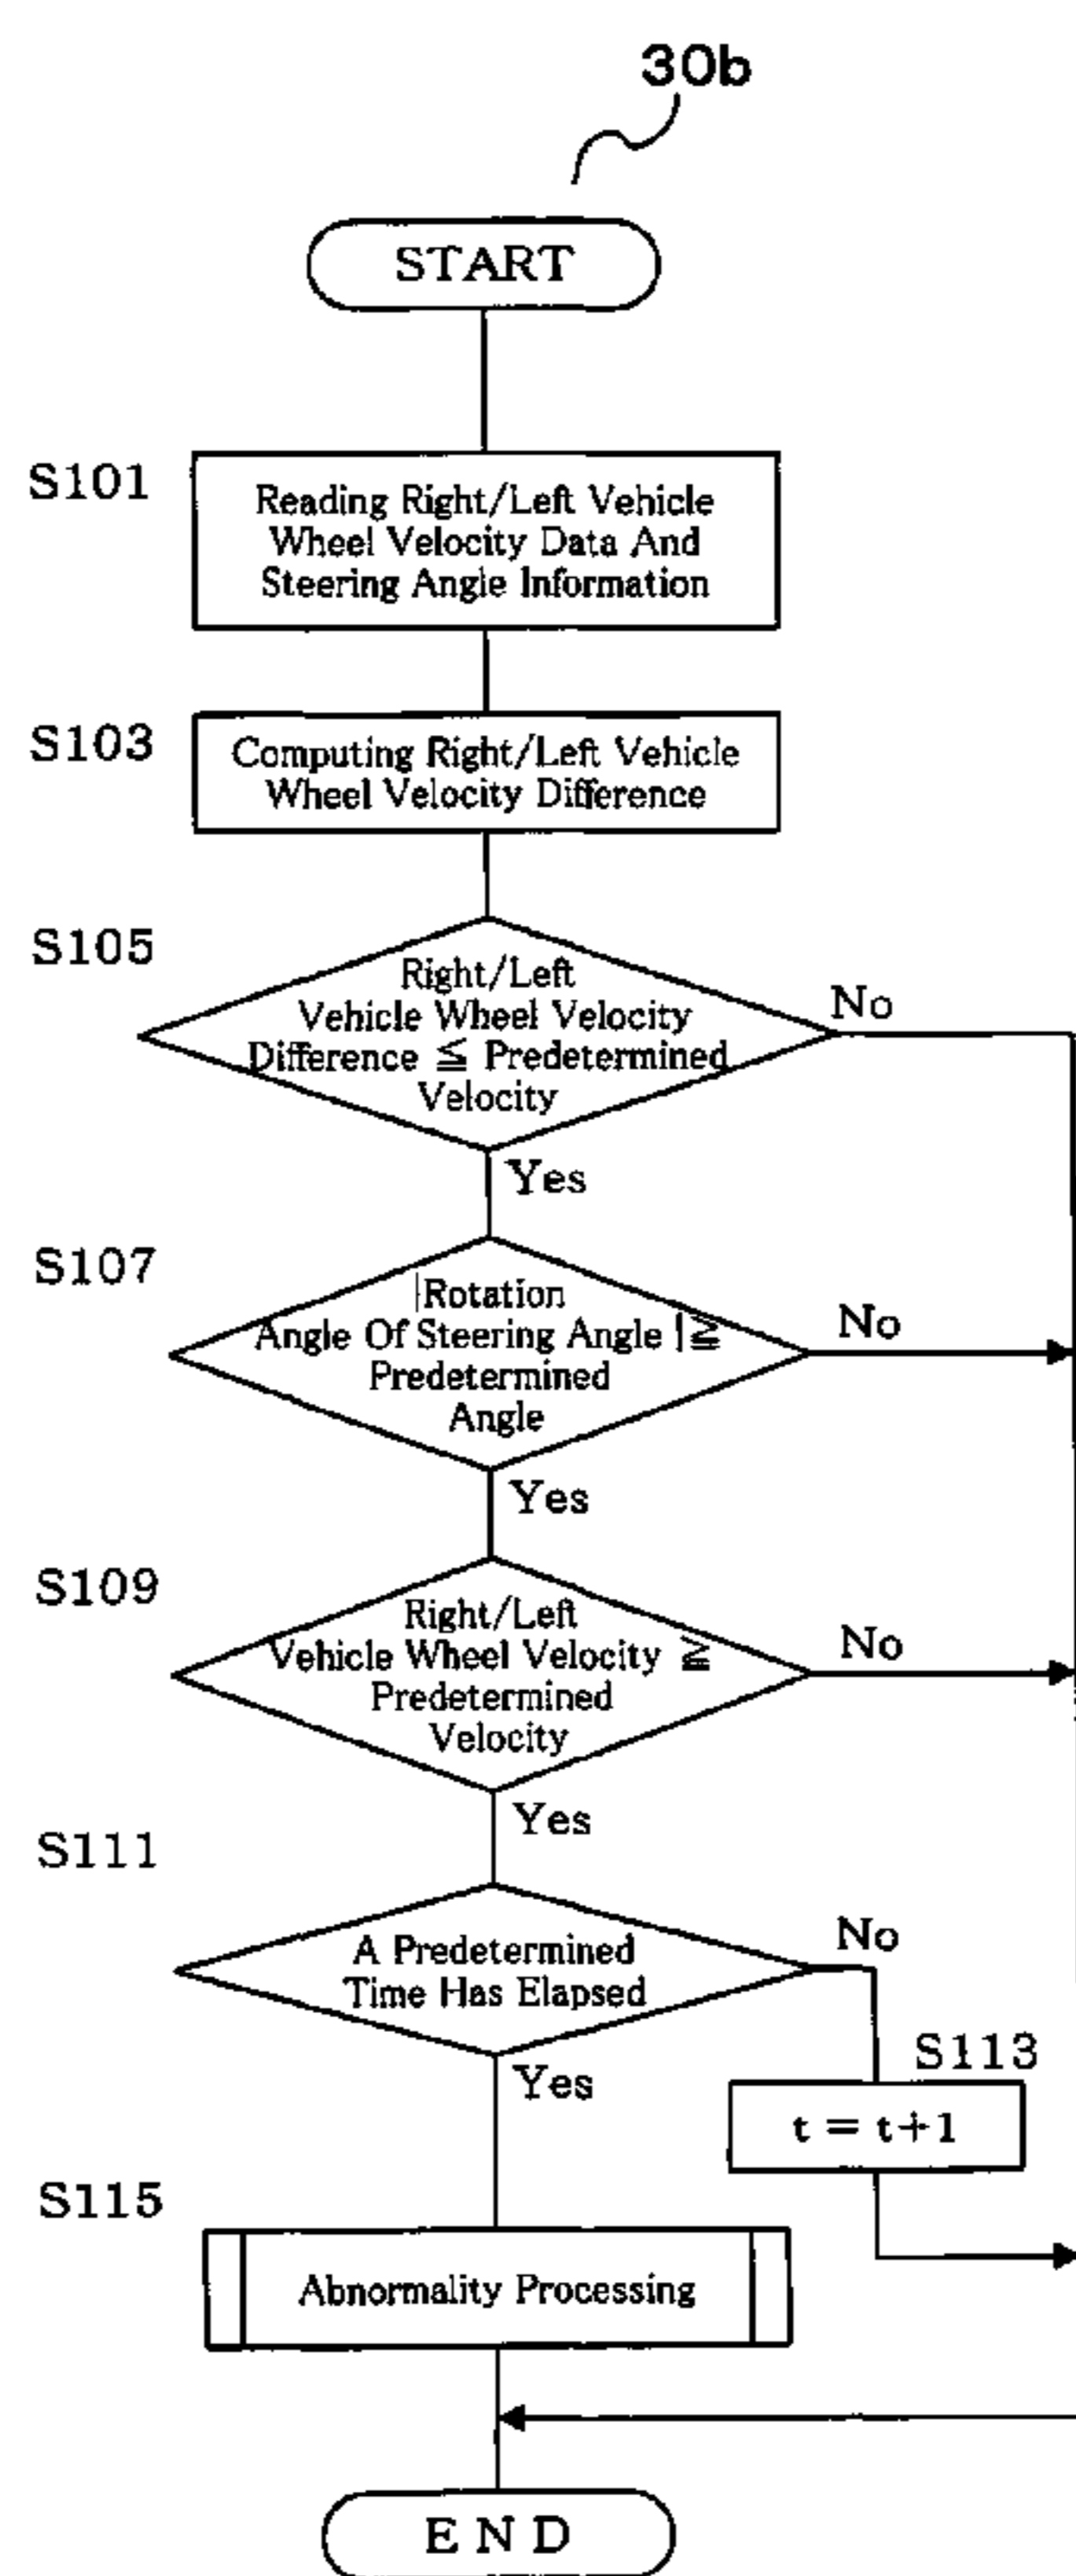 30b
START
S101
Reading Right/Left Vehicle
Wheel Velocity Data And
Steering Angle Information
S103
Computing Right/Left Vehicle
Wheel Velocity Difference
S105
Right/Left
Vehicle Wheel Velocity
Difference ≦ Predetermined
Velocity
No
Yes
S107
|Rotation
Angle Of Steering Angle |≧
Predetermined
Angle
No
Yes
S109
Right/Left
Vehicle Wheel Velocity ≧
Predetermined
Velocity
No
Yes
S111
A Predetermined
Time Has Elapsed
No
Yes
S113
t = t+1
S115
Abnormality Processing
END